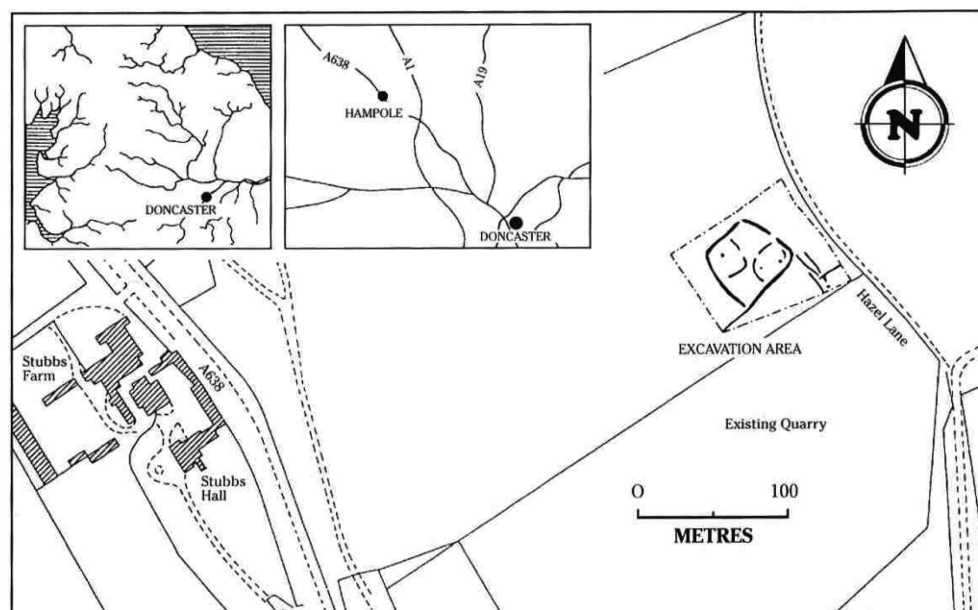 DONCASTER
A638
A1
A19
HAMPOLE
DONCASTER
N
Hazel Lane
EXCAVATION AREA
Stubbs'
Farm
A638
Existing Quarry
Stubbs
Hall
O 100
METRES